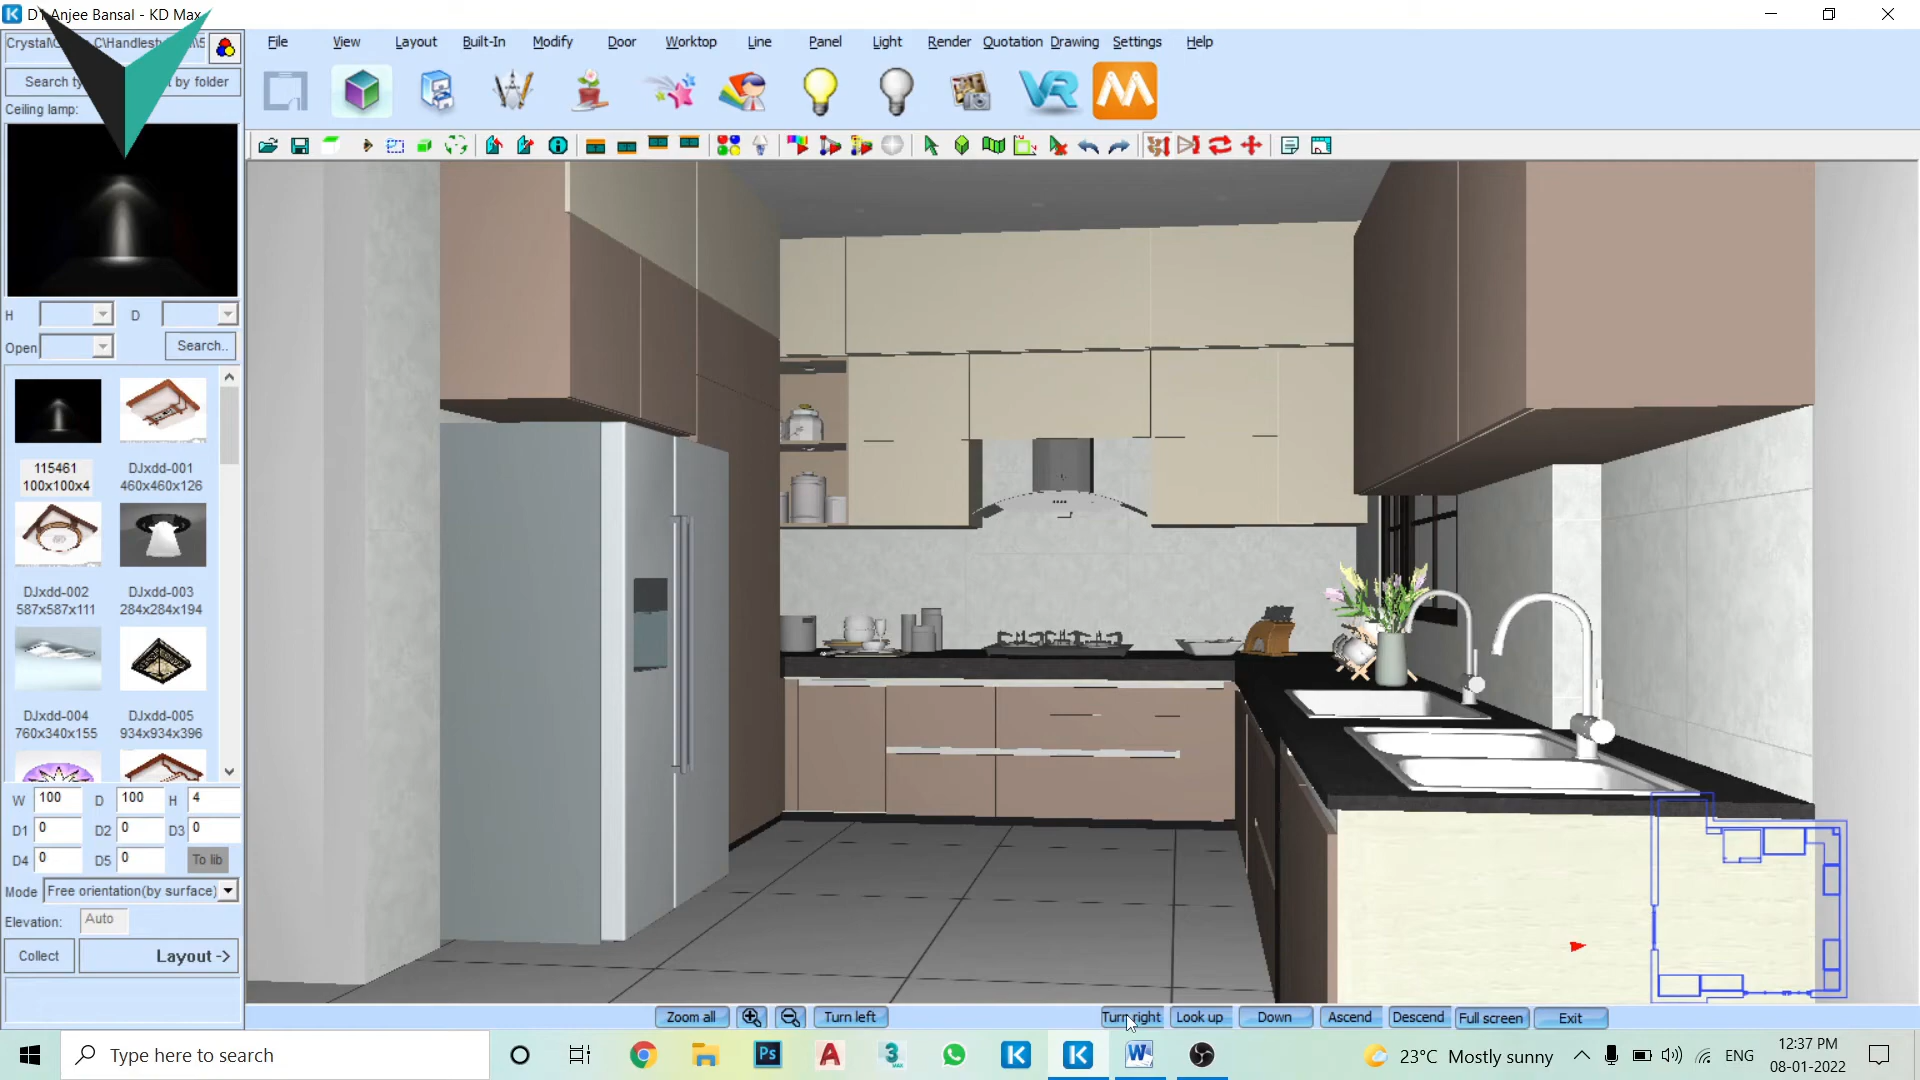 Anjee Bansal - KD Max
File View Layout Built-In Modify Door Worktop Line Panel Light Render Quotation Drawing Settings Help
Search by folder
Ceiling lamp:
H D
Open Search..
115461 DJxdd-001
100x100x4 460x460x126
DJxdd-002 DJxdd-003
587x587x111 284x284x194
DJxdd-004 DJxdd-005
760x340x155 934x934x396
W 100 D 100 H 4
D1 0 D2 0 D3 0
D4 0 D5 0 To lib
Mode Free orientation(by surface)
Elevation: Auto
Collect Layout ->
Zoom all Turn left Turn right Look up Down Ascend Descend Full screen Exit
Type here to search
23°C Mostly sunny
ENG
12:37 PM
08-01-2022